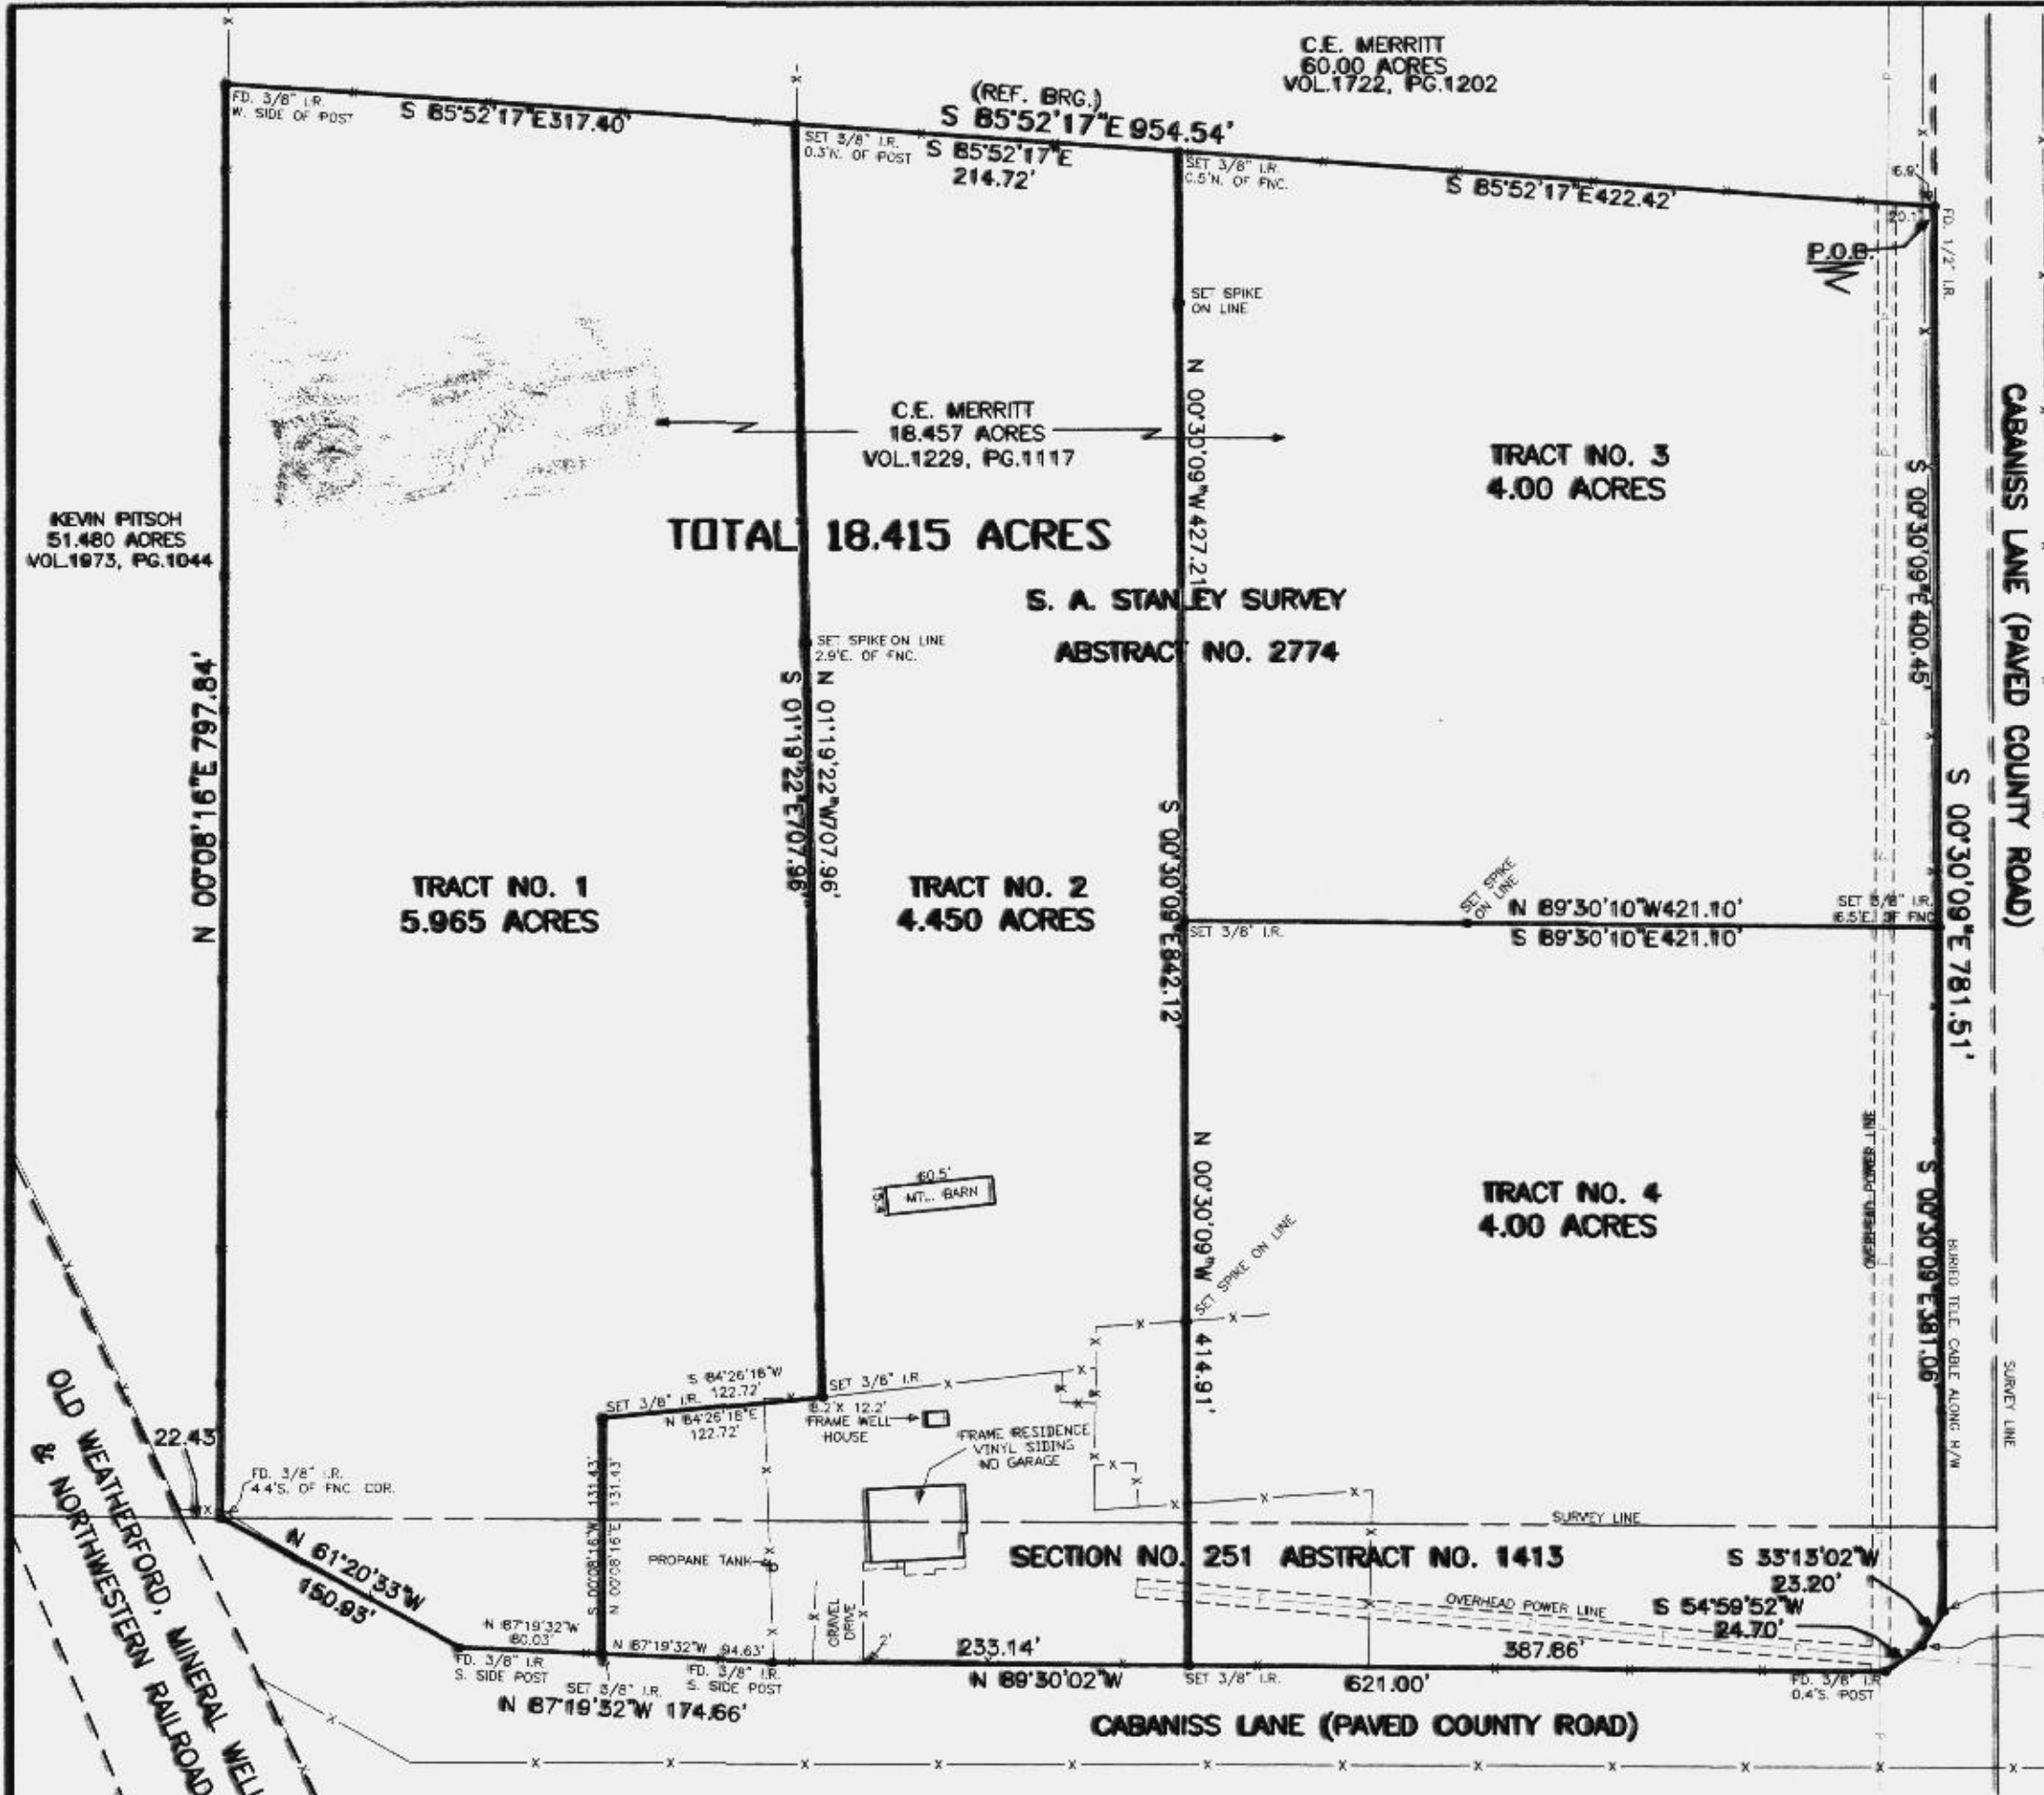 C.E. MERRITT
60.00 ACRES
VOL.1722, PG.1202
FD. 3/8" I.R.
W. SIDE OF POST
S 85°52'17"E 317.40'
(REF. BRG.)
S 85°52'17"E 954.54'
SET 3/8" I.R.
0.3'N. OF POST
S 85°52'17"E
214.72'
SET 3/8" I.R.
0.5'N. OF FNC.
S 85°52'17"E 422.42'
6.9'
20.1'
FD. 1/2" I.R.
P.O.B.
SET SPIKE
ON LINE
N 00°30'09"W 427.21'
C.E. MERRITT
18.457 ACRES
VOL.1229, PG.1117
TRACT NO. 3
4.00 ACRES
S 00°30'09"E 400.45'
CABANISS LANE (PAVED COUNTY ROAD)
KEVIN PITSCH
51.480 ACRES
VOL.1973, PG.1044
TOTAL 18.415 ACRES
S. A. STANLEY SURVEY
ABSTRACT NO. 2774
SET SPIKE ON LINE
2.9'E. OF FNC.
N 00°08'16"E 797.84'
S 01°19'22"E 707.96'
N 01°19'22"W 707.96'
S 00°30'09"E 842.12'
S 00°30'09"E 781.51'
TRACT NO. 1
5.965 ACRES
TRACT NO. 2
4.450 ACRES
SET SPIKE
ON LINE
N 89°30'10"W 421.10'
S 89°30'10"E 421.10'
SET 3/8" I.R.
6.5'E. OF FNC
SET 3/8" I.R.
60.5'
15.4'
MTL. BARN
N 00°30'09"W 414.91'
SET SPIKE ON LINE
TRACT NO. 4
4.00 ACRES
OVERHEAD POWER LINE
S 00°30'09"E 381.06'
BURIED TELE. CABLE ALONG H/W
SURVEY LINE
S 84°26'18"W
122.72'
SET 3/8" I.R.
N 84°26'18"E
122.72'
SET 3/8" I.R.
8.2'X 12.2'
FRAME WELL
HOUSE
FRAME RESIDENCE
VINYL SIDING
NO GARAGE
22.43'
FD. 3/8" I.R.
4.4'S. OF FNC. COR.
S 00°08'16"W 131.43'
N 00°08'16"E 131.43'
OLD WEATHERFORD, MINERAL WELL
& NORTHWESTERN RAILROAD
N 61°20'33"W
150.93'
PROPANE TANK
SURVEY LINE
SECTION NO. 251 ABSTRACT NO. 1413
S 33°13'02"W
23.20'
S 54°59'52"W
24.70'
OVERHEAD POWER LINE
GRAVEL
DRIVE
2'
N 87°19'32"W
80.03'
N 87°19'32"W 94.63'
FD. 3/8" I.R.
S. SIDE POST
SET 3/8" I.R.
FD. 3/8" I.R.
S. SIDE POST
N 87°19'32"W 174.66'
233.14'
N 89°30'02"W
SET 3/8" I.R.
387.86'
621.00'
FD. 3/8" I.R
0.4'S. POST
CABANISS LANE (PAVED COUNTY ROAD)